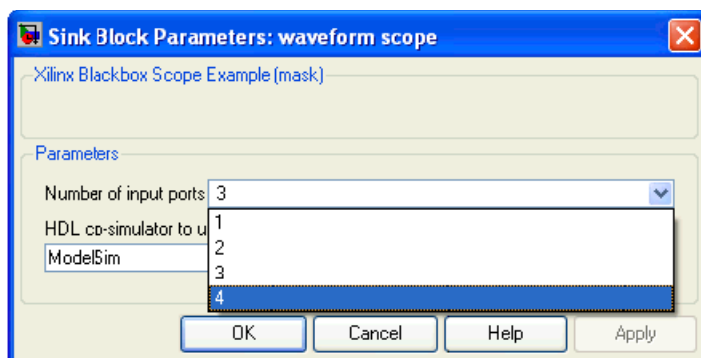 Sink Block Parameters: waveform scope
Xilinx Blackbox Scope Example (mask)
Parameters
Number of input ports 3
1
HDL co-simulator to u
2
ModelSim
3
4
OK Cancel Help Apply